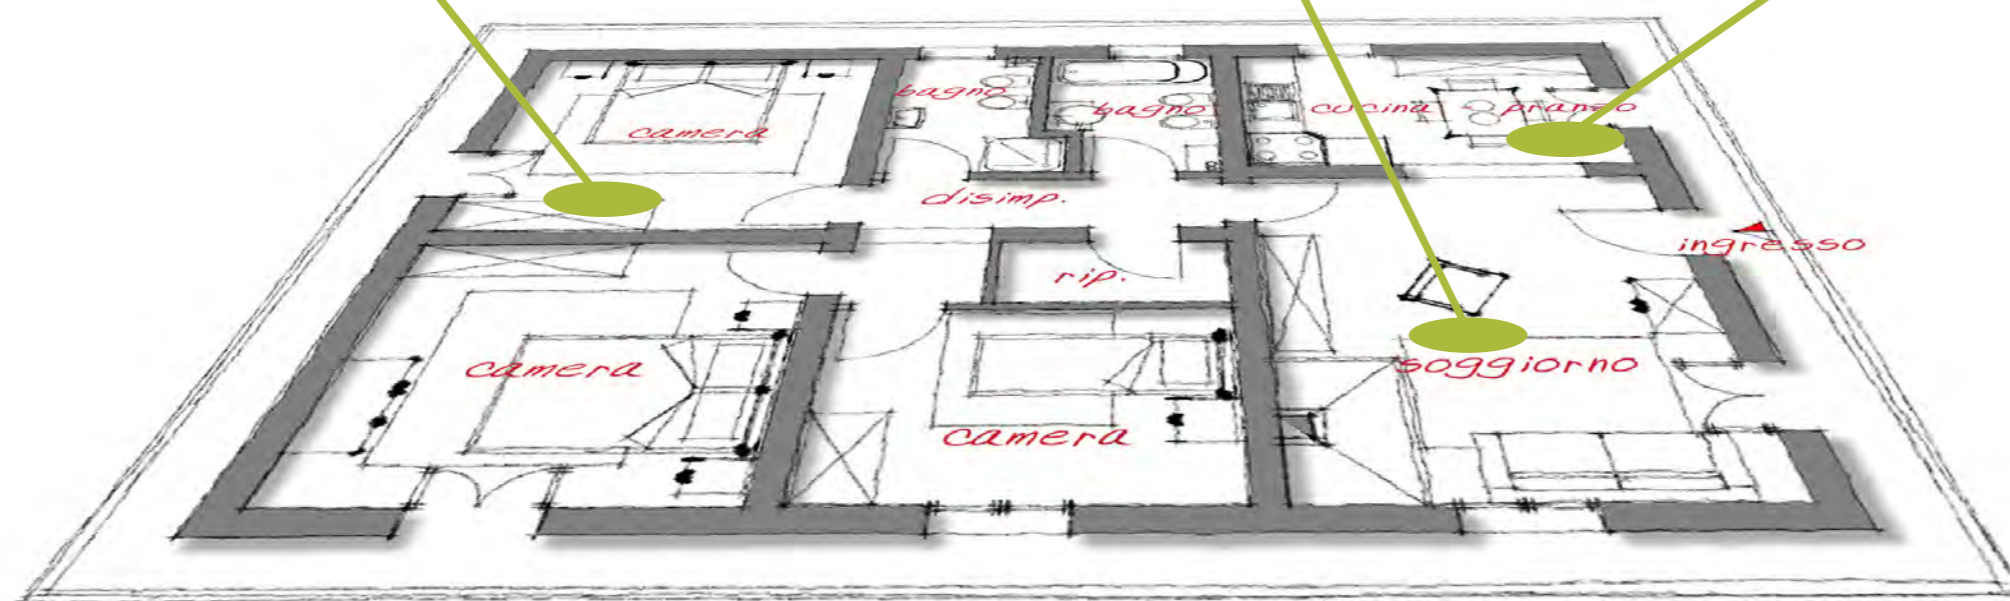 bagno
bagno
cucina
pranzo
camera
disimp.
ingresso
rip.
camera
soggiorno
camera